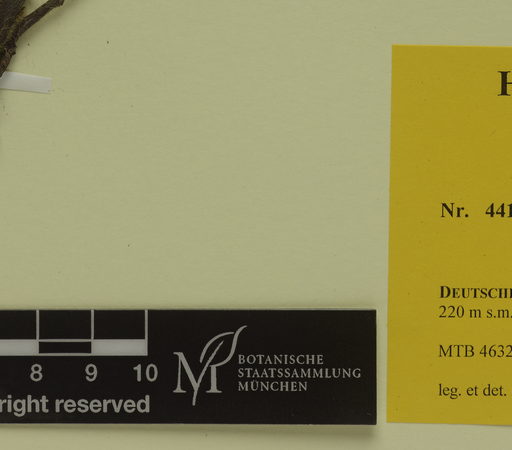 H
Nr. 441
DEUTSCH
220 m s.m.
MTB 4632
leg. et det.
8 9 10
right reserved
BOTANISCHE
STAATSSAMMLUNG
MÜNCHEN